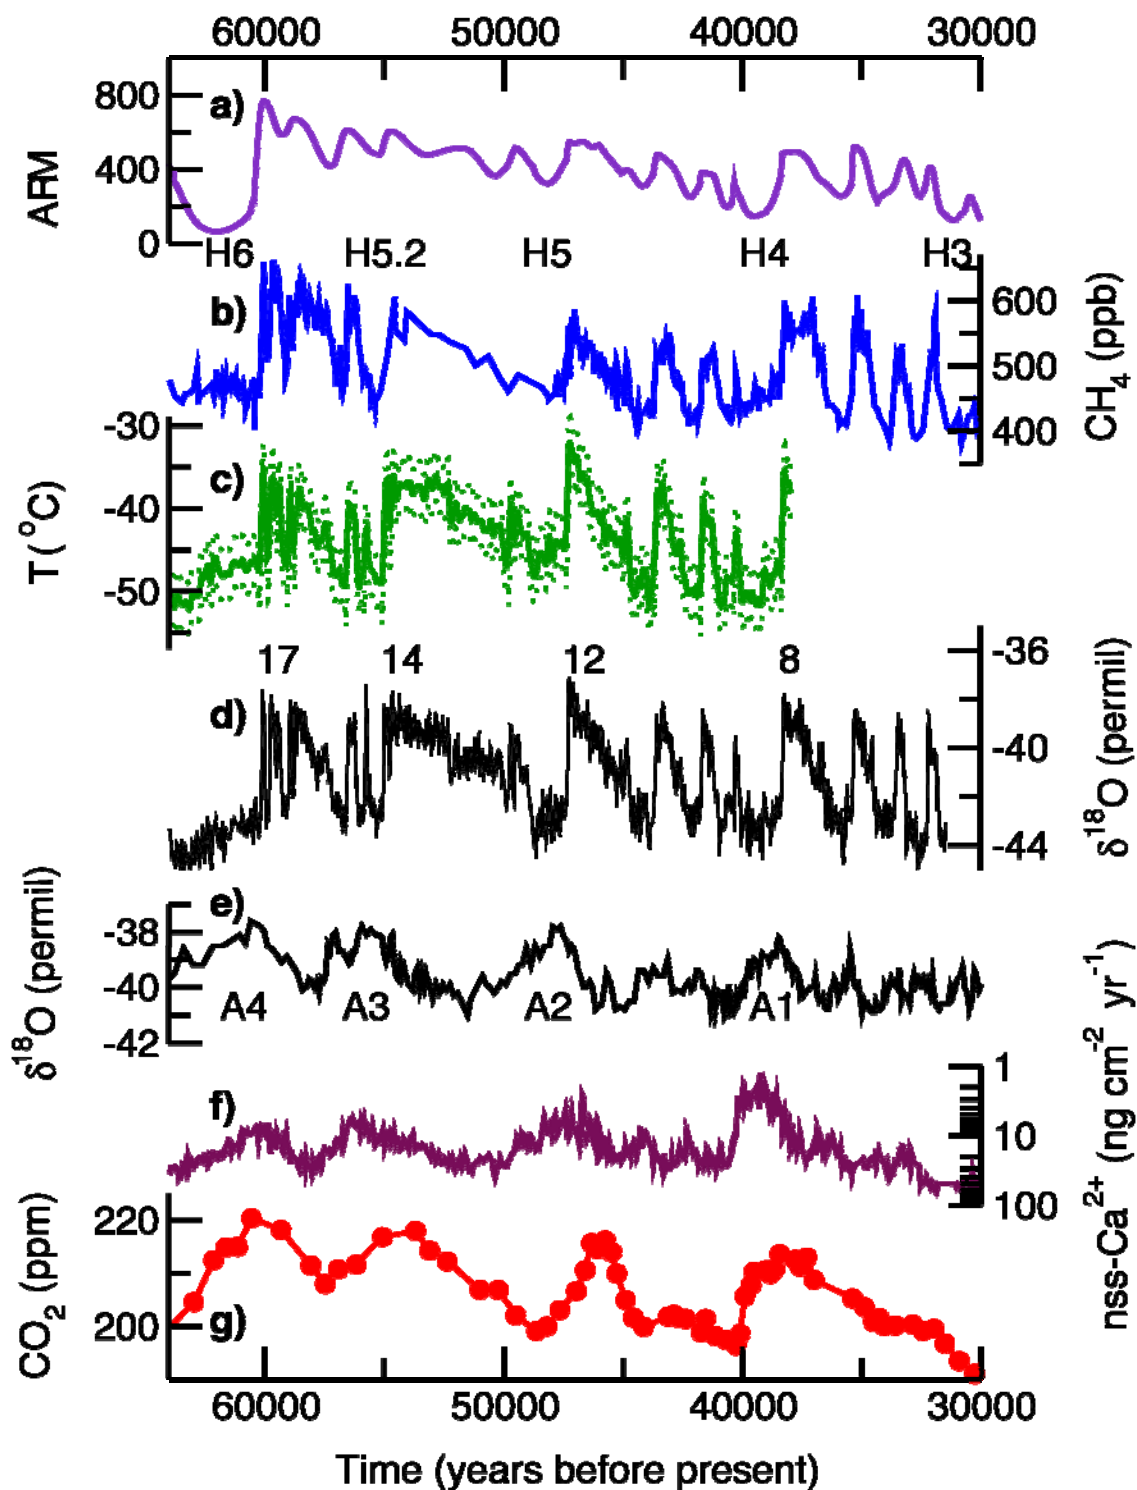 60000 50000 40000 30000
800
400
0
ARM
a)
H6 H5.2 H5 H4 H3
b)
600
500
400
CH4 (ppb)
-30
-40
-50
T( °C)
c)
17 14 12 8
d)
-36
-40
-44
δ18O (permil)
e)
-38
-40
-42
δ18O (permil)
A4 A3 A2 A1
f)
1
10
100
nss-Ca2+ (ng cm-2 yr-1)
220
200
CO2 (ppm)
g)
60000 50000 40000 30000
Time (years before present)